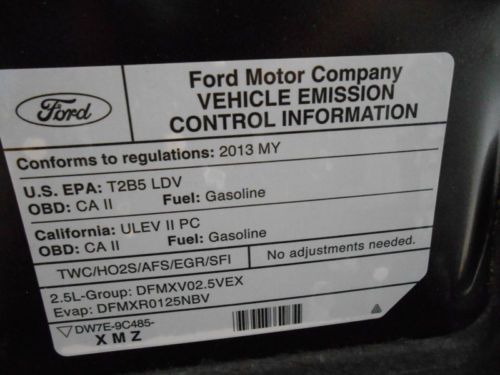 Ford
Ford Motor Company
VEHICLE EMISSION
CONTROL INFORMATION
Conforms to regulations: 2013 MY
U.S. EPA: T2B5 LDV
OBD: CA II Fuel: Gasoline
California: ULEV II PC
OBD: CA II Fuel: Gasoline
TWC/HO2S/AFS/EGR/SFI No adjustments needed.
2.5L-Group: DFMXV02.5VEX
Evap: DFMXR0125NBV
DW7E-9C485-
X M Z